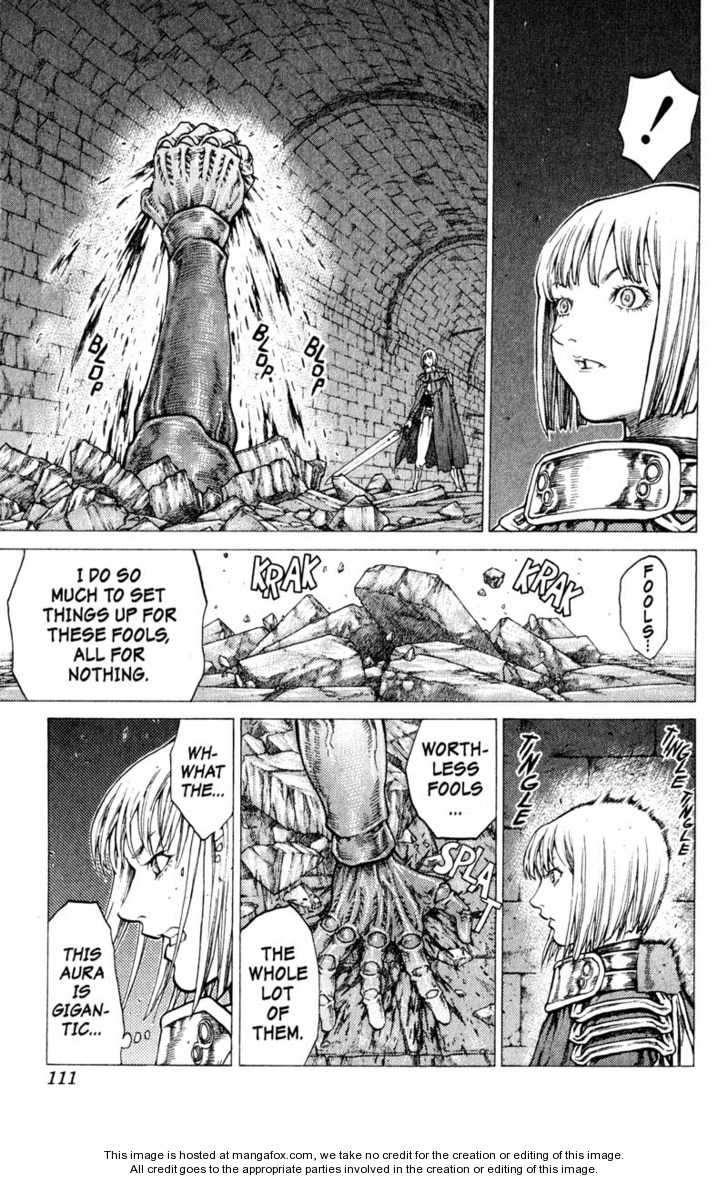 !
BLOP
BLOP.
BLOP
FOOLS...
KRAK
KRAK
I DO SO
MUCH TO SET
THINGS UP FOR
THESE FOOLS,
ALL FOR
NOTHING.
TINGLE
TINGLE
TINGLE
WORTH-
LESS
FOOLS
...
SPLAT
THE
WHOLE
LOT
OF
THEM.
WH-
WHAT
THE...
THIS
AURA
IS
GIGAN-
TIC...
111
This image is hosted at mangafox.com, we take no credit for the creation or editing of this image.
All credit goes to the appropriate parties involved in the creation or editing of this image.